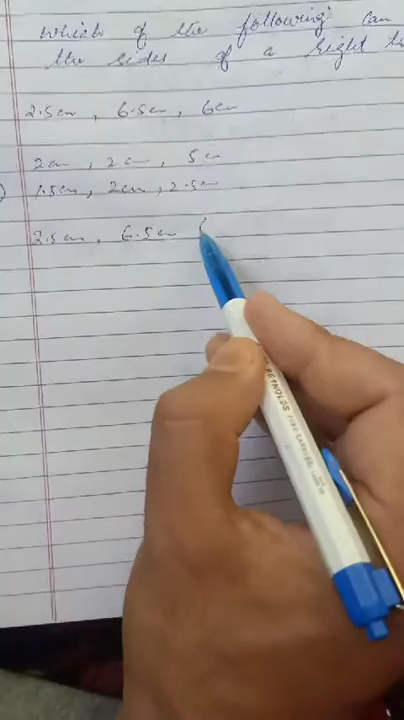 which of the following can
the sides of a right
2.5cm, 6.5cm, 6cm
2cm, 2cm, 5cm
) 1.5cm, 2cm, 2.5cm
2.5cm, 6.5cm
REYNOLDS